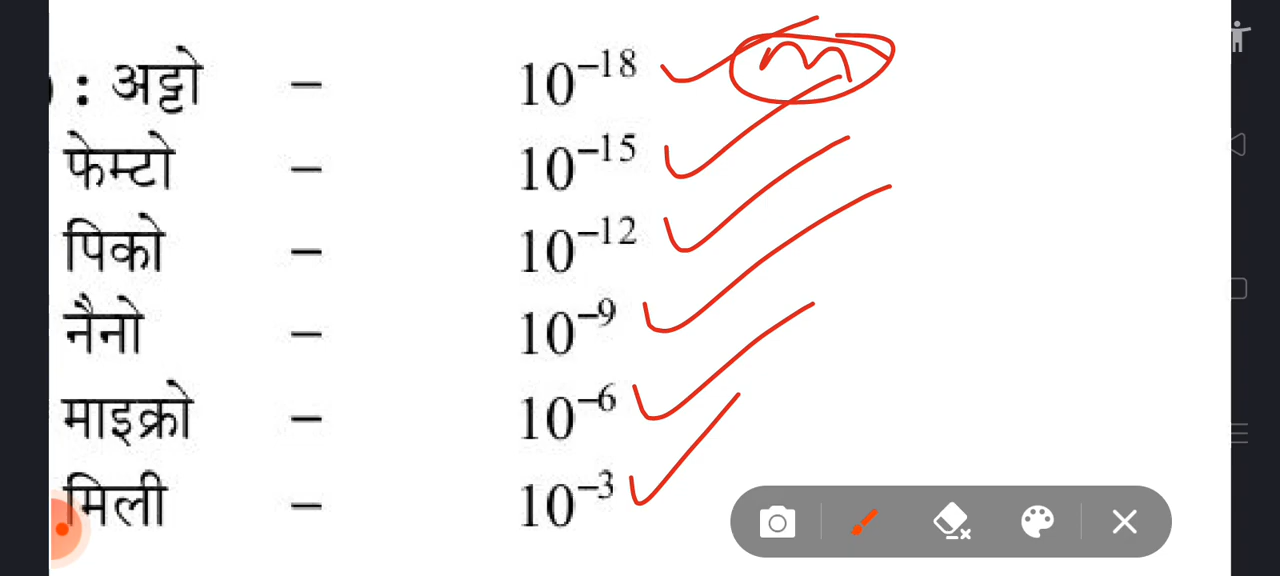 ) : अट्टो – 10⁻¹⁸ m
फेम्टो – 10⁻¹⁵
पिको – 10⁻¹²
नैनो – 10⁻⁹
माइक्रो – 10⁻⁶
मिली – 10⁻³